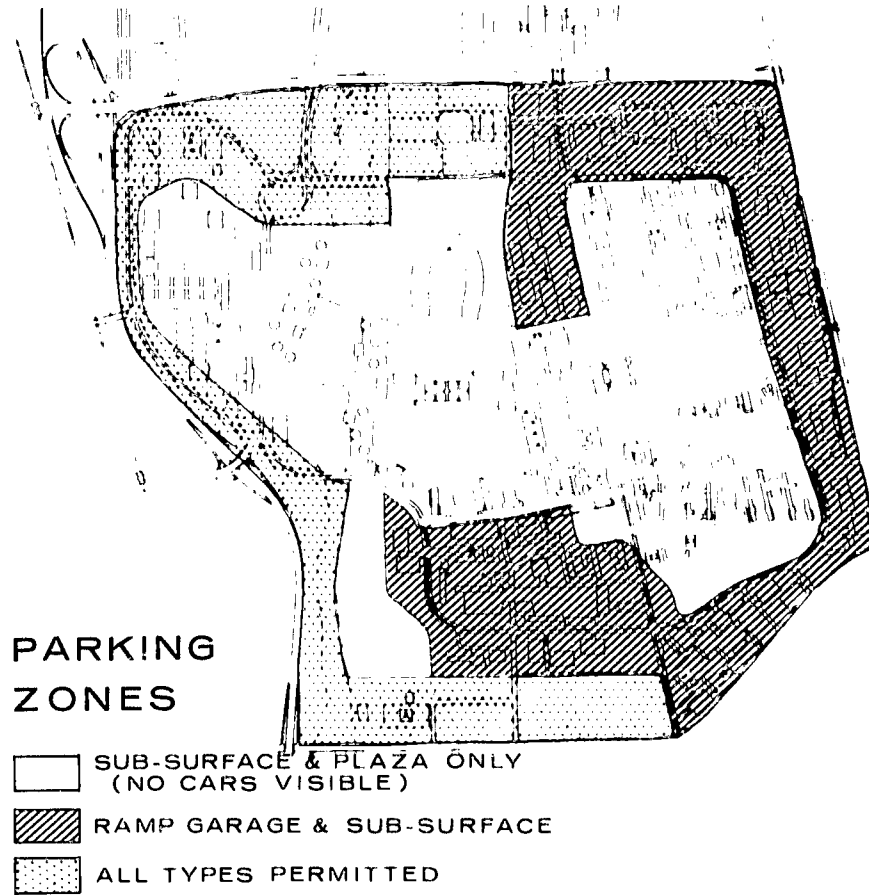 PARKING
ZONES
SUB-SURFACE & PLAZA ONLY
(NO CARS VISIBLE)
RAMP GARAGE & SUB-SURFACE
ALL TYPES PERMITTED